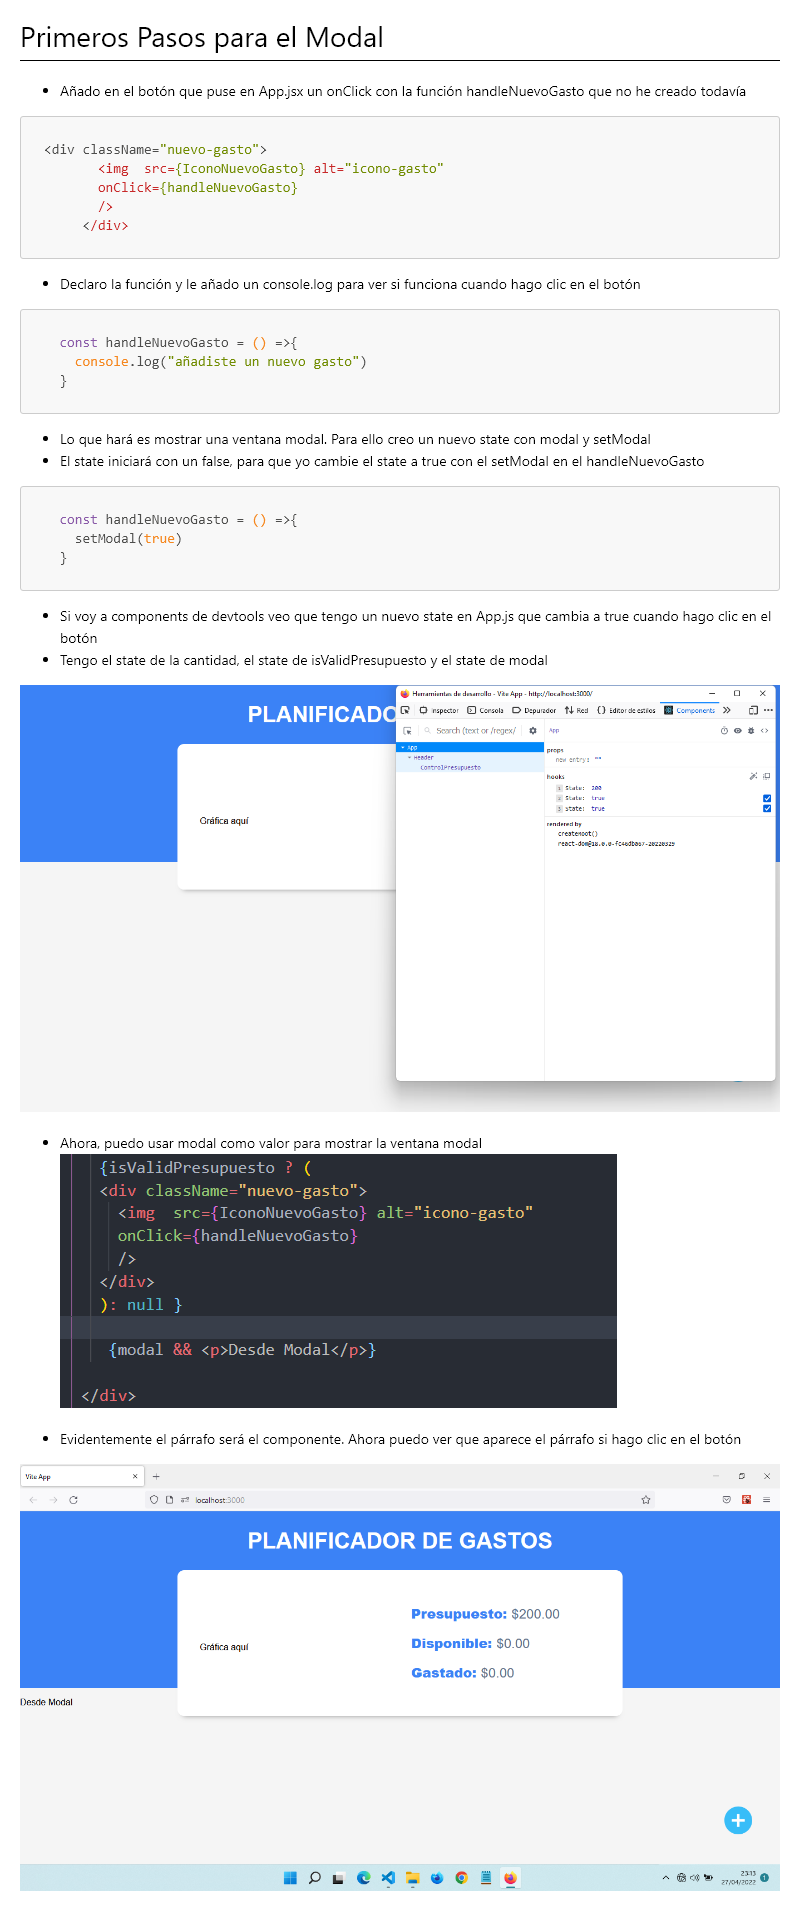 Primeros Pasos para el Modal
• Añado en el botón que puse en App.jsx un onClick con la función handleNuevoGasto que no he creado todavía
<div className="nuevo-gasto">
<img  src={IconoNuevoGasto} alt="icono-gasto"
onClick={handleNuevoGasto}
/>
</div>
• Declaro la función y le añado un console.log para ver si funciona cuando hago clic en el botón
const handleNuevoGasto = () =>{
console.log("añadiste un nuevo gasto")
}
• Lo que hará es mostrar una ventana modal. Para ello creo un nuevo state con modal y setModal
• El state iniciará con un false, para que yo cambie el state a true con el setModal en el handleNuevoGasto
const handleNuevoGasto = () =>{
setModal(true)
}
• Si voy a components de devtools veo que tengo un nuevo state en App.js que cambia a true cuando hago clic en el
botón
• Tengo el state de la cantidad, el state de isValidPresupuesto y el state de modal
Herramientas de desarrollo - Vite App - http://localhost:3000/
PLANIFICADO
Inspector Consola Depurador Red Editor de estilos Components
Search (text or /regex/ App
App
Header
ControlPresupuesto
props
new entry: ""
hooks
1 State: 200
2 State: true
3 State: true
rendered by
createRoot()
react-dom@18.0.0-fc46dba67-20220329
Gráfica aquí
• Ahora, puedo usar modal como valor para mostrar la ventana modal
{isValidPresupuesto ? (
<div className="nuevo-gasto">
<img  src={IconoNuevoGasto} alt="icono-gasto"
onClick={handleNuevoGasto}
/>
</div>
): null }
{modal && <p>Desde Modal</p>}
</div>
• Evidentemente el párrafo será el componente. Ahora puedo ver que aparece el párrafo si hago clic en el botón
Vite App
localhost:3000
PLANIFICADOR DE GASTOS
Presupuesto: $200.00
Gráfica aquí
Disponible: $0.00
Gastado: $0.00
Desde Modal
23:13
27/04/2022